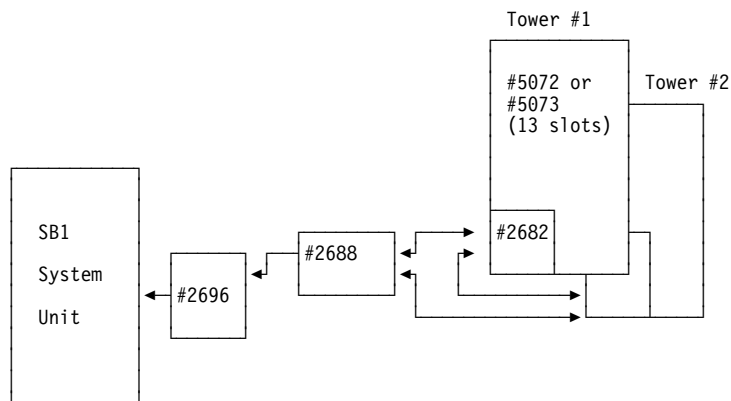 Tower #1
#5072 or
#5073
(13 slots)
Tower #2
SB1
System
Unit
#2696
#2688
#2682